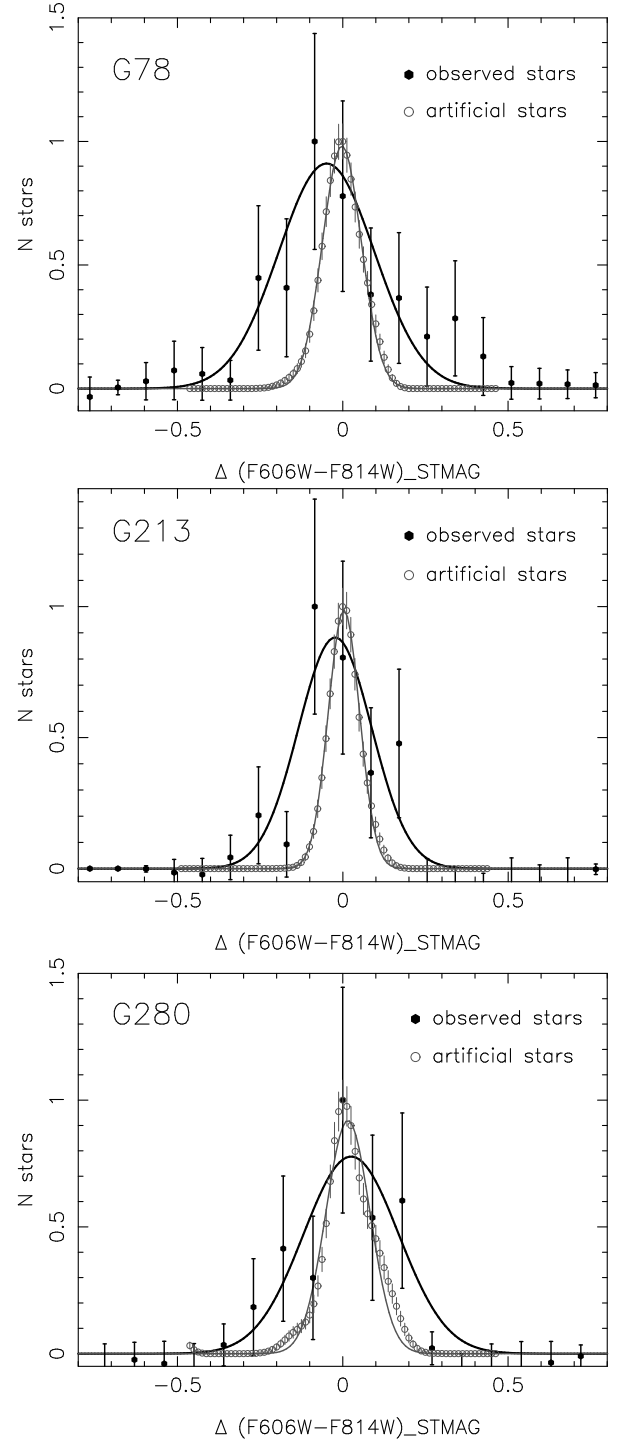 1.5
G78
observed stars
artificial stars
1
N stars
0.5
0
−0.5 0 0.5
Δ (F606W−F814W)_STMAG
G213
observed stars
artificial stars
1
N stars
0.5
0
−0.5 0 0.5
Δ (F606W−F814W)_STMAG
1.5
G280
observed stars
artificial stars
1
N stars
0.5
0
−0.5 0 0.5
Δ (F606W−F814W)_STMAG